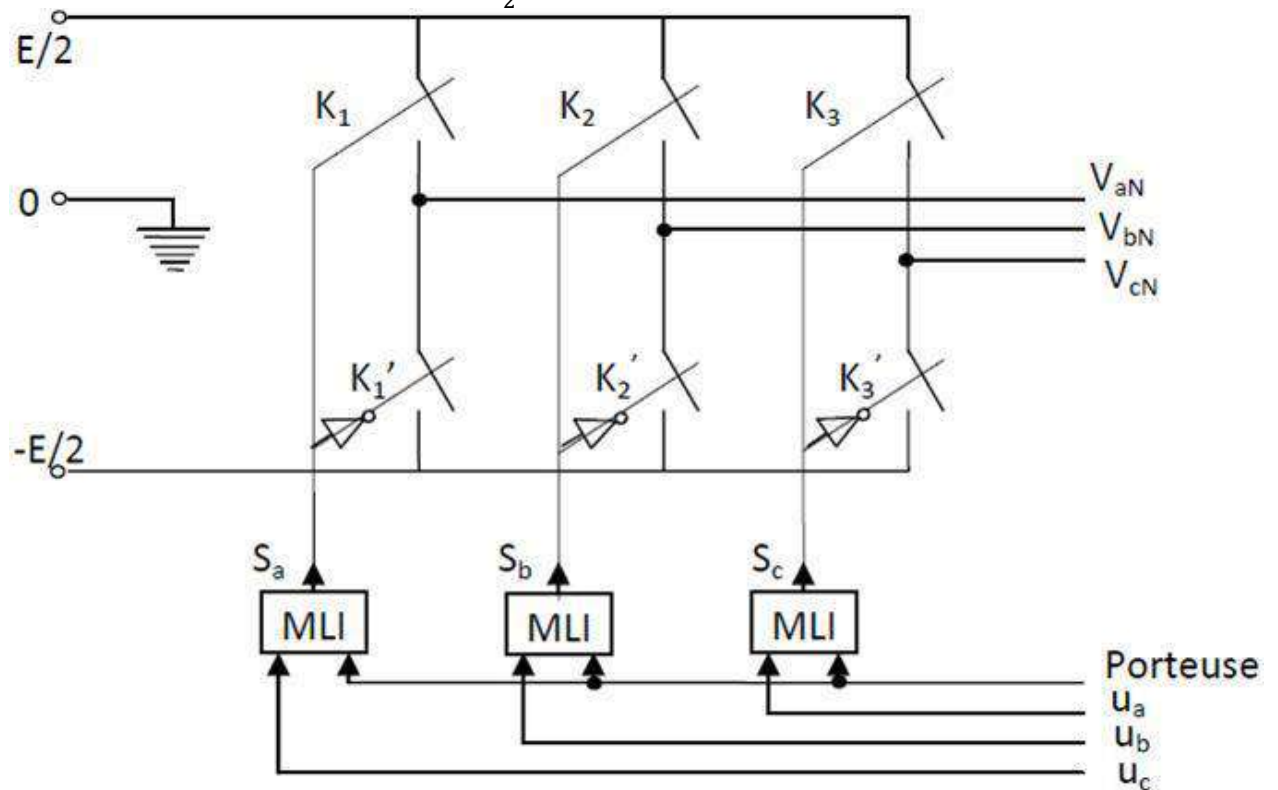 2
E/2
K₁
K₂
K₃
0
VaN
VbN
VcN
K₁’
K₂’
K₃’
-E/2
Sa
Sb
Sc
MLI
MLI
MLI
Porteuse
ua
ub
uc